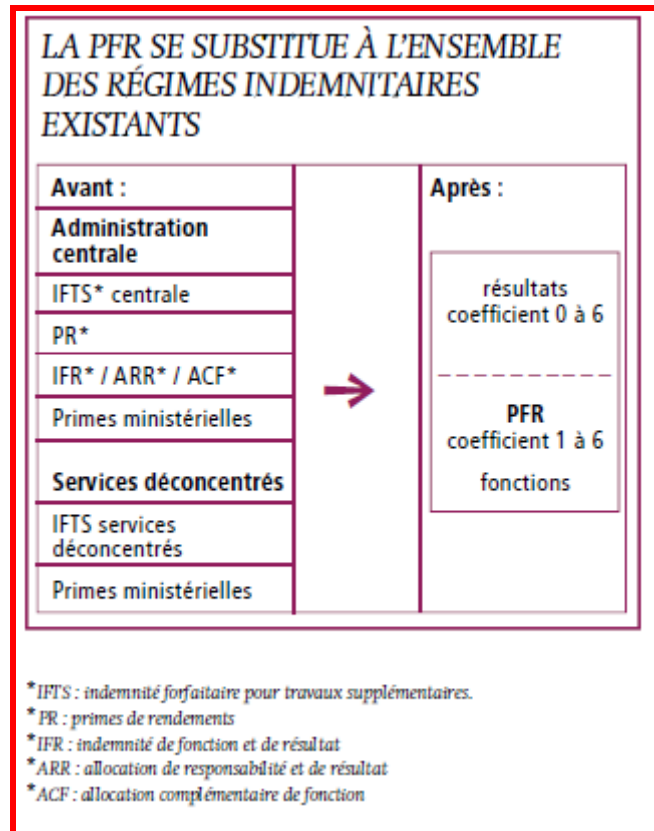 LA PFR SE SUBSTITUE À L'ENSEMBLE
DES RÉGIMES INDEMNITAIRES
EXISTANTS
Avant :
Administration
centrale
IFTS* centrale
PR*
IFR* / ARR* / ACF*
Primes ministérielles
Services déconcentrés
IFTS services
déconcentrés
Primes ministérielles
Après :
résultats
coefficient 0 à 6
PFR
coefficient 1 à 6
fonctions
*IFTS : indemnité forfaitaire pour travaux supplémentaires.
*PR : primes de rendements
*IFR : indemnité de fonction et de résultat
*ARR : allocation de responsabilité et de résultat
*ACF : allocation complémentaire de fonction